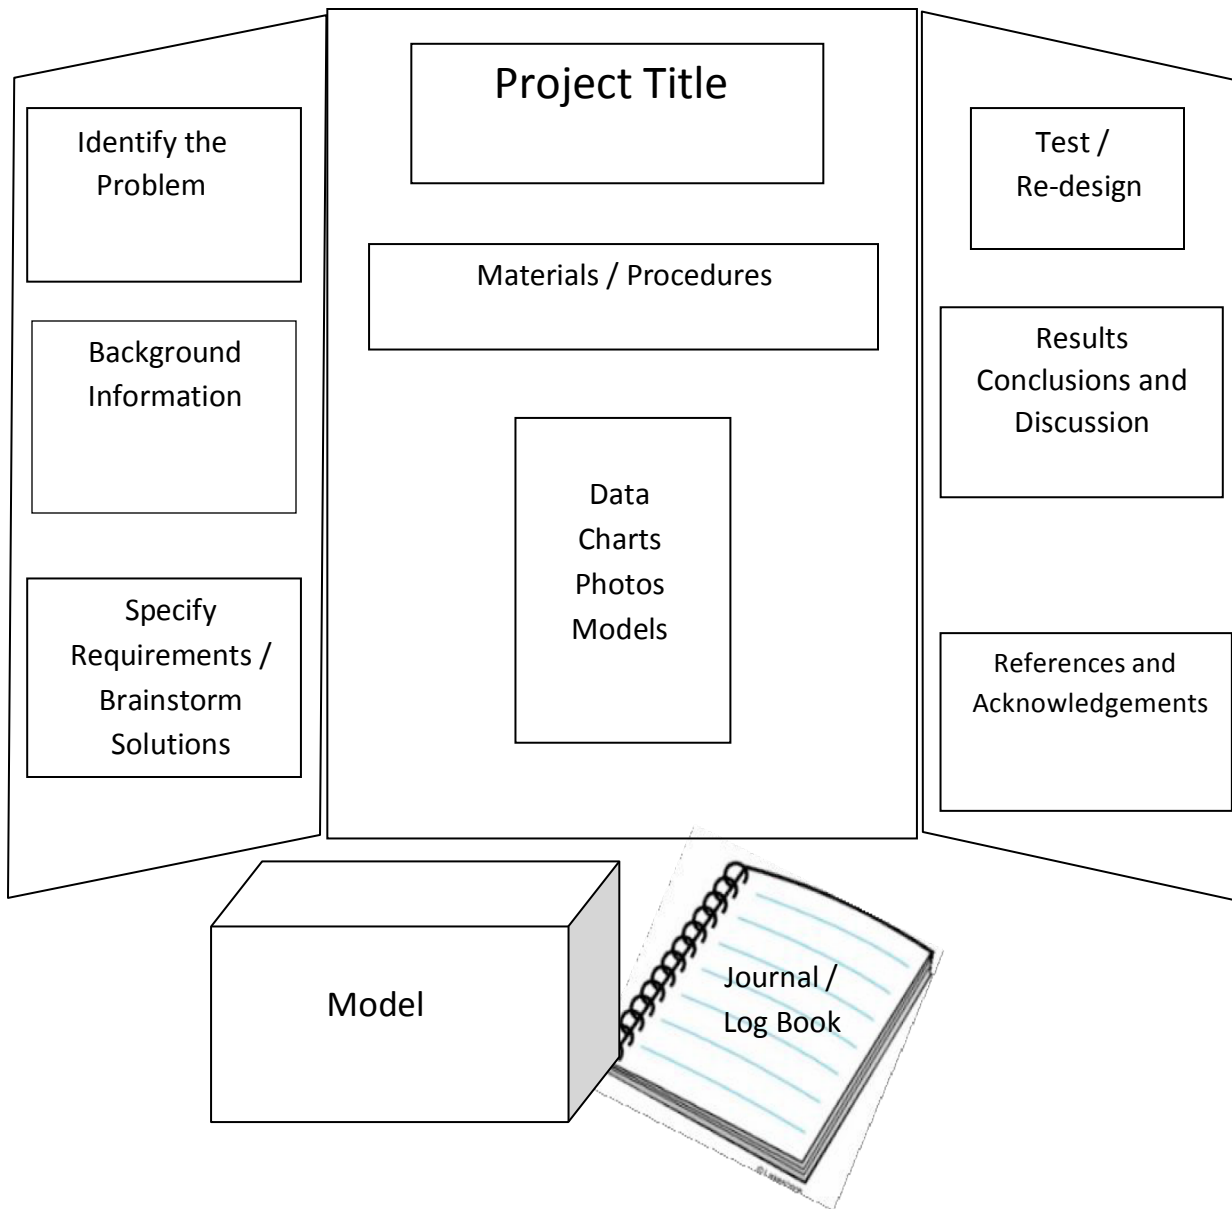 Project Title
Identify the
Problem
Background
Information
Specify
Requirements /
Brainstorm
Solutions
Materials / Procedures
Data
Charts
Photos
Models
Test /
Re-design
Results
Conclusions and
Discussion
References and
Acknowledgements
Model
Journal /
Log Book